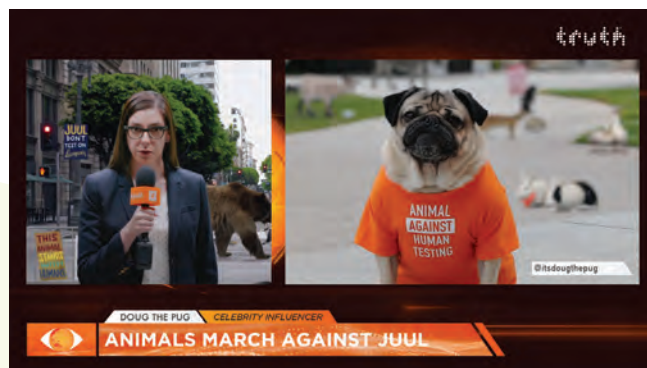 truth
JUUL
DON'T
TEST ON
HUMANS
THIS
ANIMAL
STANDS
ANIMAL
AGAINST
HUMAN
TESTING
@itsdougthepug
DOUG THE PUG
CELEBRITY INFLUENCER
ANIMALS MARCH AGAINST JUUL